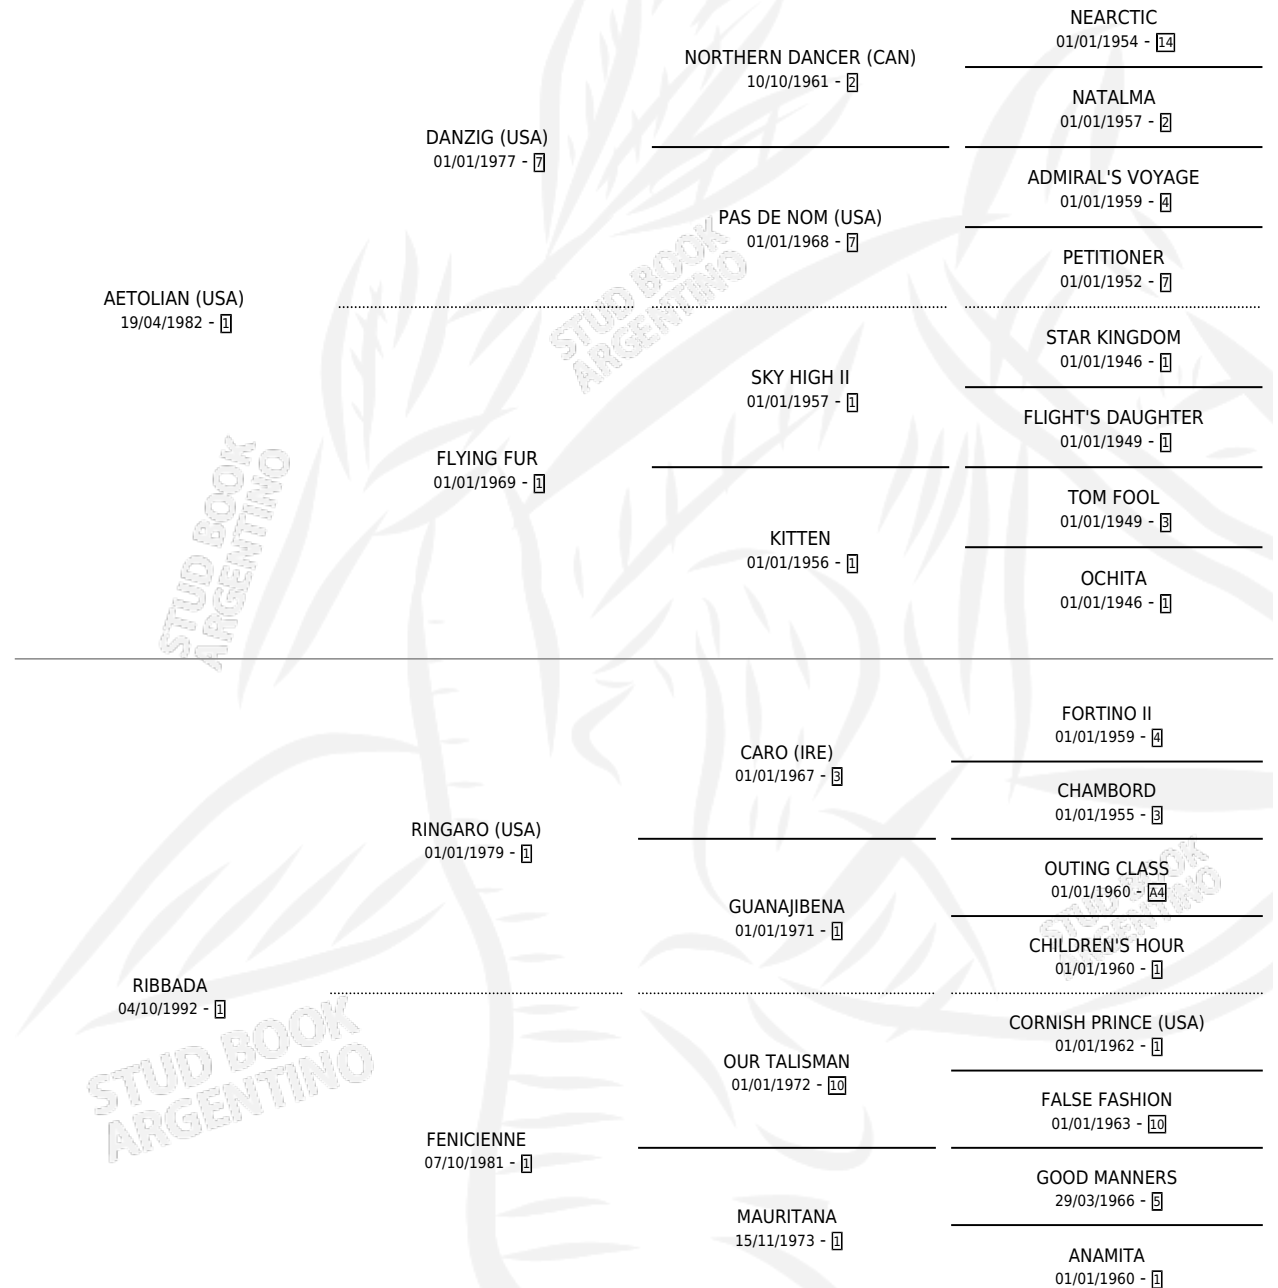 NEARCTIC
01/01/1954 - 14
NORTHERN DANCER (CAN)
10/10/1961 - 2
NATALMA
01/01/1957 - 2
DANZIG (USA)
01/01/1977 - 7
ADMIRAL'S VOYAGE
01/01/1959 - 4
PAS DE NOM (USA)
01/01/1968 - 7
PETITIONER
01/01/1952 - 7
AETOLIAN (USA)
19/04/1982 - 1
STUD BOOK
ARGENTINO
STAR KINGDOM
01/01/1946 - 1
SKY HIGH II
01/01/1957 - 1
FLIGHT'S DAUGHTER
01/01/1949 - 1
FLYING FUR
01/01/1969 - 1
TOM FOOL
01/01/1949 - 3
KITTEN
01/01/1956 - 1
OCHITA
01/01/1946 - 1
STUD BOOK
ARGENTINO
FORTINO II
01/01/1959 - 4
CARO (IRE)
01/01/1967 - 3
CHAMBORD
01/01/1955 - 3
RINGARO (USA)
01/01/1979 - 1
OUTING CLASS
01/01/1960 - A4
GUANAJIBENA
01/01/1971 - 1
STUD BOOK
ARGENTINO
CHILDREN'S HOUR
01/01/1960 - 1
RIBBADA
04/10/1992 - 1
CORNISH PRINCE (USA)
01/01/1962 - 1
OUR TALISMAN
01/01/1972 - 10
STUD BOOK
ARGENTINO
FALSE FASHION
01/01/1963 - 10
FENICIENNE
07/10/1981 - 1
GOOD MANNERS
29/03/1966 - 5
MAURITANA
15/11/1973 - 1
ANAMITA
01/01/1960 - 1